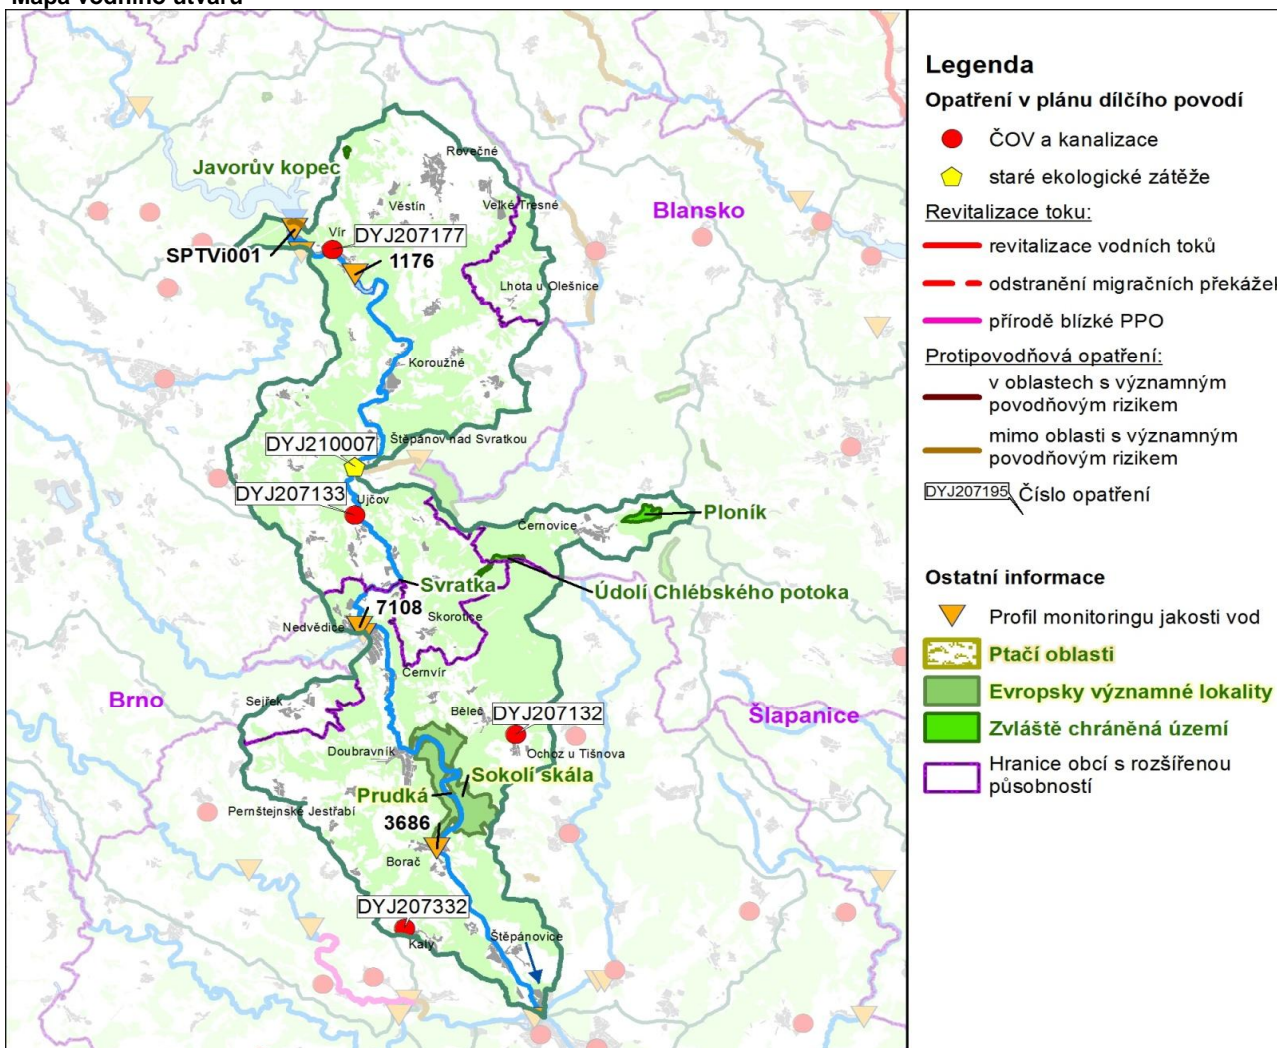 Mapa vodního útvaru
Rovečné
Javorův kopec
Věstín
Velké Tresné
Blansko
Vír
DYJ207177
SPTVi001
1176
Lhota u Olešnice
Koroužné
DYJ210007
Štěpánov nad Svratkou
DYJ207133
Ujčov
Ploník
Černovice
Svratka
Údolí Chlébského potoka
7108
Nedvědice
Skorotice
Černvír
Brno
Sejřek
Běleč
DYJ207132
Šlapanice
Doubravník
Ochoz u Tišnova
Sokolí skála
Prudká
Pernštejnské Jestřabí
3686
Borač
DYJ207332
Kaly
Štěpánovice
Legenda
Opatření v plánu dílčího povodí
ČOV a kanalizace
staré ekologické zátěže
Revitalizace toku:
revitalizace vodních toků
odstranění migračních překážek
přírodě blízké PPO
Protipovodňová opatření:
v oblastech s významným
povodňovým rizikem
mimo oblasti s významným
povodňovým rizikem
DYJ207195 Číslo opatření
Ostatní informace
Profil monitoringu jakosti vod
Ptačí oblasti
Evropsky významné lokality
Zvláště chráněná území
Hranice obcí s rozšířenou
působností